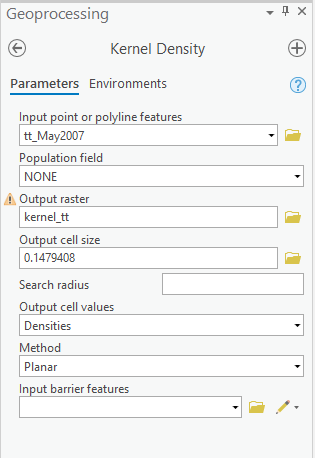 Geoprocessing
Kernel Density
Parameters Environments
Input point or polyline features
tt_May2007
Population field
NONE
Output raster
kernel_tt
Output cell size
0.1479408
Search radius
Output cell values
Densities
Method
Planar
Input barrier features